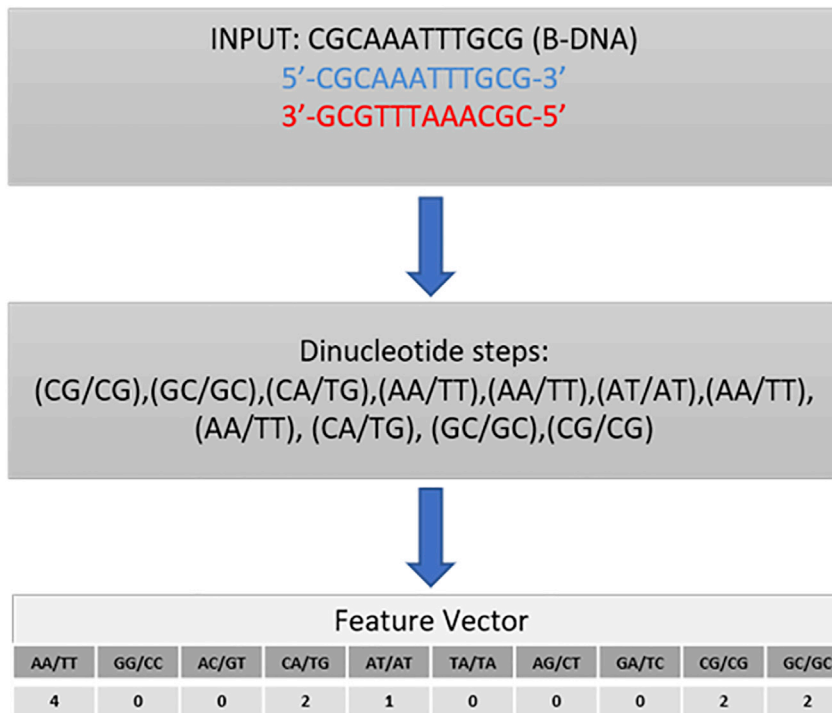 INPUT: CGCAAATTTGCG (B-DNA)
5’-CGCAAATTTGCG-3’
3’-GCGTTTAAACGC-5’
Dinucleotide steps:
(CG/CG),(GC/GC),(CA/TG),(AA/TT),(AA/TT),(AT/AT),(AA/TT),
(AA/TT), (CA/TG), (GC/GC),(CG/CG)
Feature Vector
AA/TT GG/CC AC/GT CA/TG AT/AT TA/TA AG/CT GA/TC CG/CG GC/GC
4 0 0 2 1 0 0 0 2 2